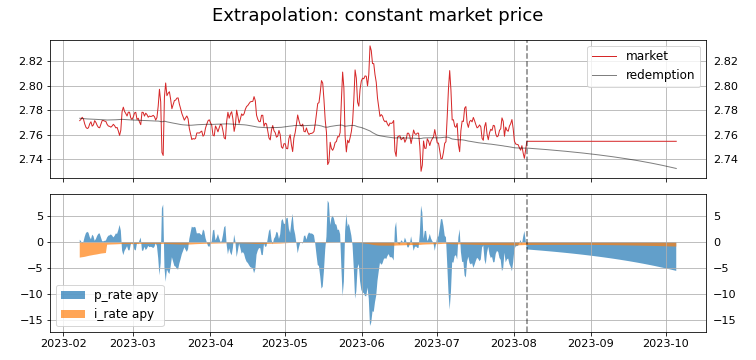 Extrapolation: constant market price
2.82 2.82
2.80 2.80
2.78 2.78
2.76 2.76
2.74 2.74
market
redemption
5 5
0 0
−5 −5
−10 −10
−15 −15
p_rate apy
i_rate apy
2023-02 2023-03 2023-04 2023-05 2023-06 2023-07 2023-08 2023-09 2023-10